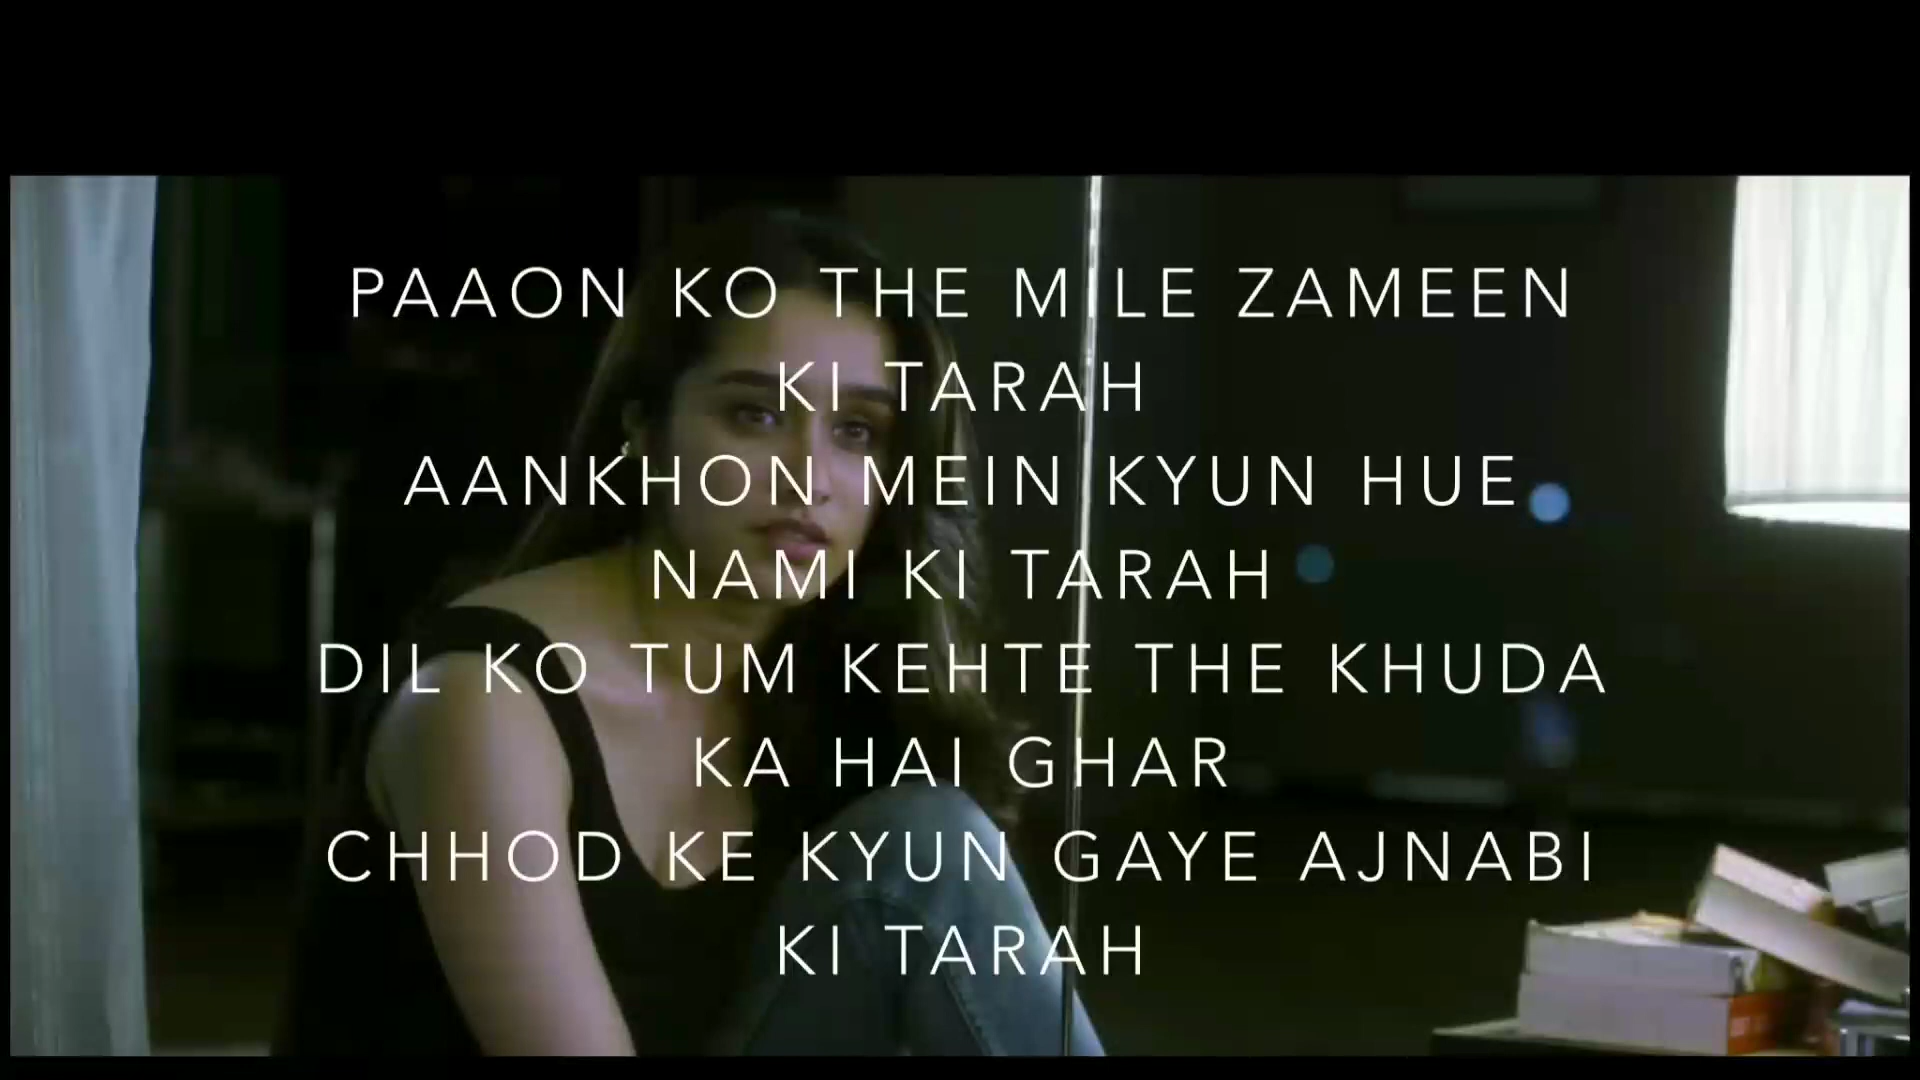 PAAON KO THE MILE ZAMEEN
KI TARAH
AANKHON MEIN KYUN HUE
NAMI KI TARAH
DIL KO TUM KEHTE THE KHUDA
KA HAI GHAR
CHHOD KE KYUN GAYE AJNABI
KI TARAH